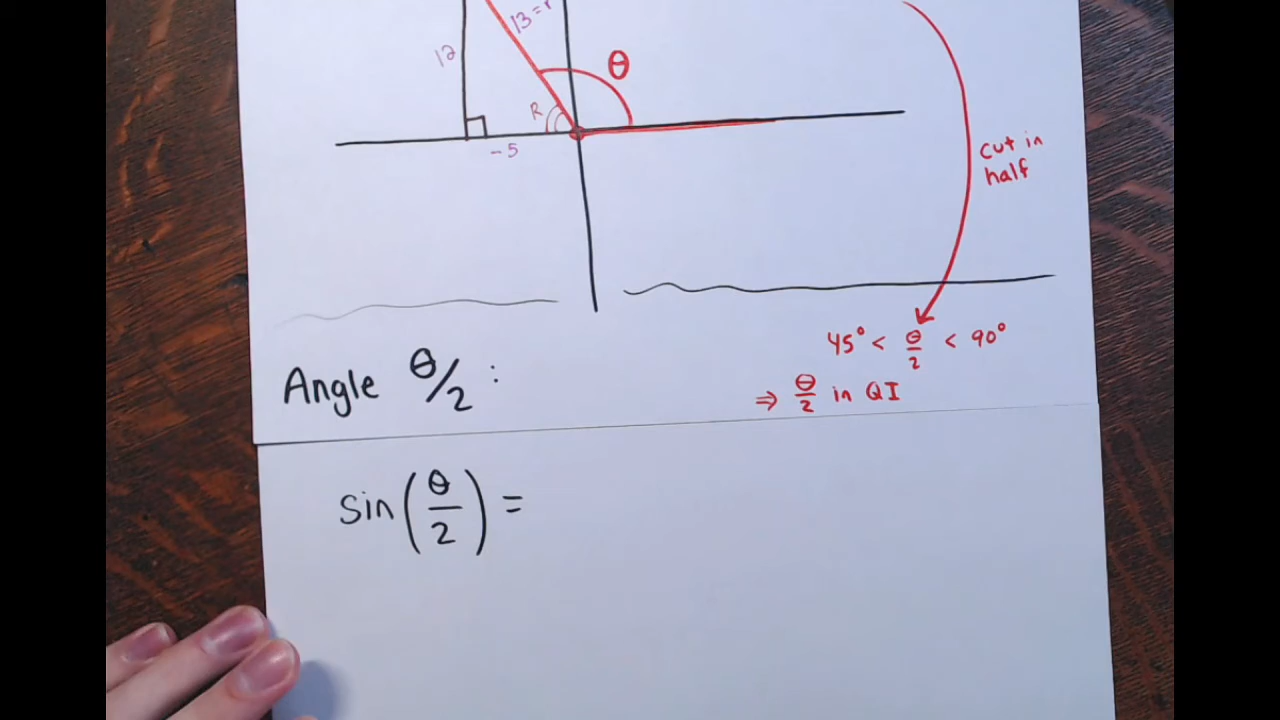 13=r
12
θ
R
-5
cut in
half
45° < θ/2 < 90°
⇒ θ/2 in QI
Angle θ/2 :
sin(θ/2) =